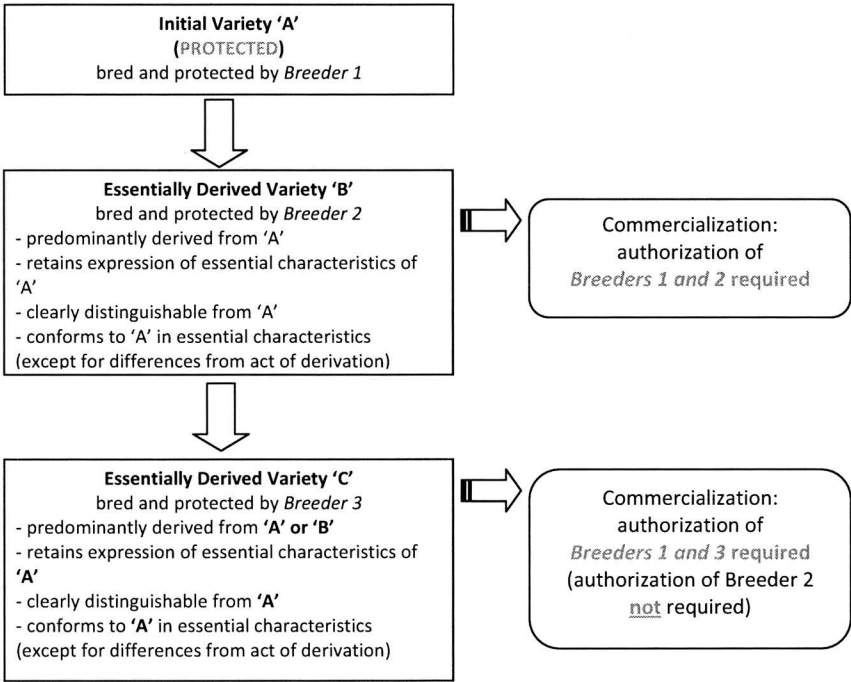 Initial Variety ‘A’
(PROTECTED)
bred and protected by Breeder 1
Essentially Derived Variety ‘B’
bred and protected by Breeder 2
- predominantly derived from ‘A’
- retains expression of essential characteristics of
‘A’
- clearly distinguishable from ‘A’
- conforms to ‘A’ in essential characteristics
(except for differences from act of derivation)
Commercialization:
authorization of
Breeders 1 and 2 required
Essentially Derived Variety ‘C’
bred and protected by Breeder 3
- predominantly derived from ‘A’ or ‘B’
- retains expression of essential characteristics of
‘A’
- clearly distinguishable from ‘A’
- conforms to ‘A’ in essential characteristics
(except for differences from act of derivation)
Commercialization:
authorization of
Breeders 1 and 3 required
(authorization of Breeder 2
not required)